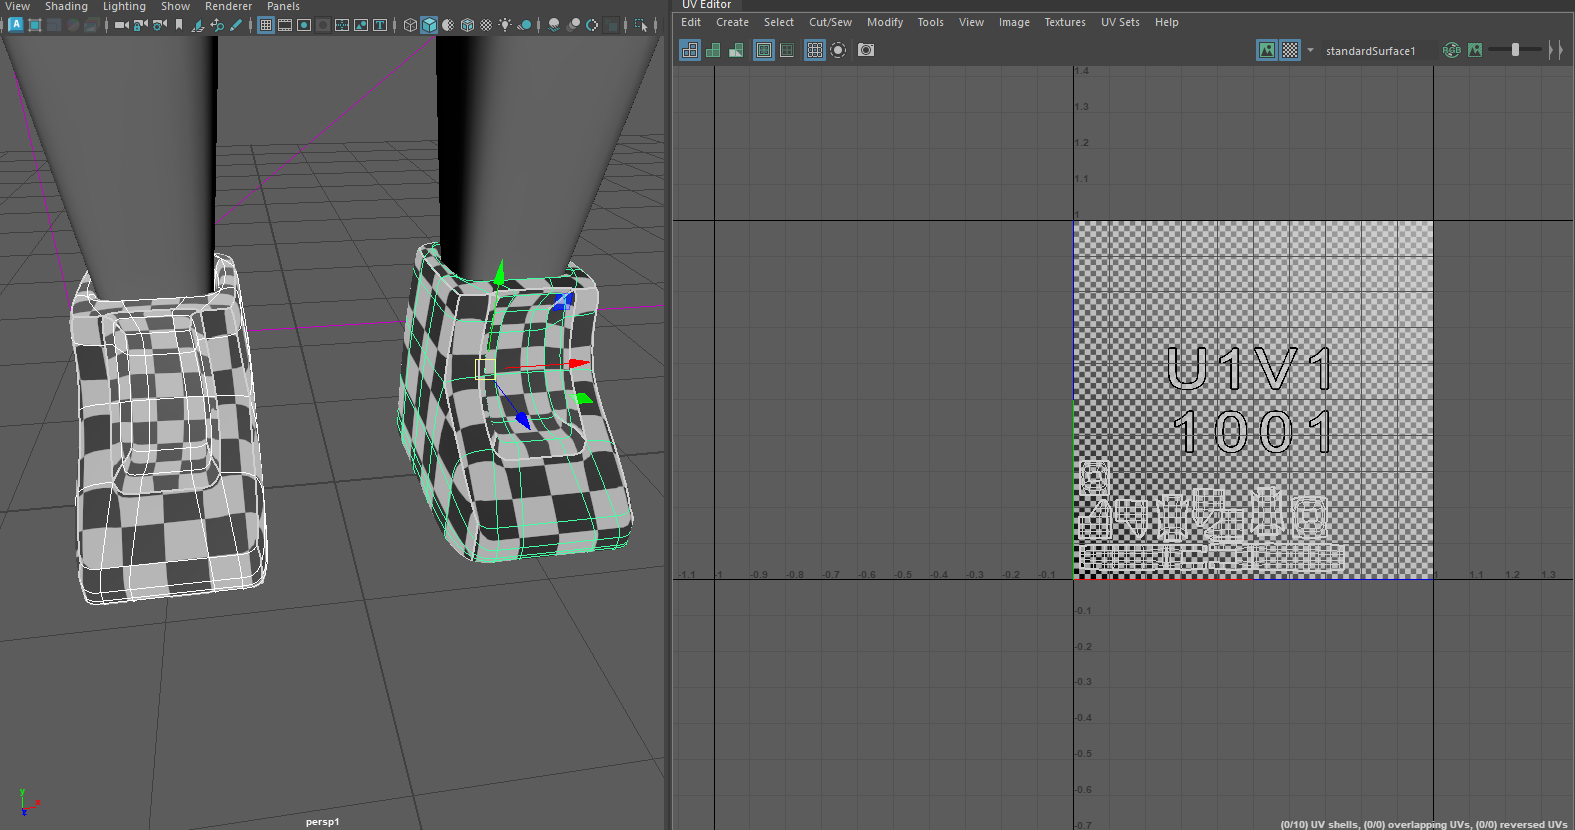 View Shading Lighting Show Renderer Panels
persp1
y
x
z
UV Editor
Edit Create Select Cut/Sew Modify Tools View Image Textures UV Sets Help
standardSurface1
RGB
1.4
1.3
1.2
1.1
1
U1V1
1001
-1.1 -1 -0.9 -0.8 -0.7 -0.6 -0.5 -0.4 -0.3 -0.2 -0.1 1 1.1 1.2 1.3
-0.1
-0.2
-0.3
-0.4
-0.5
-0.6
-0.7
(0/10) UV shells, (0/0) overlapping UVs, (0/0) reversed UVs